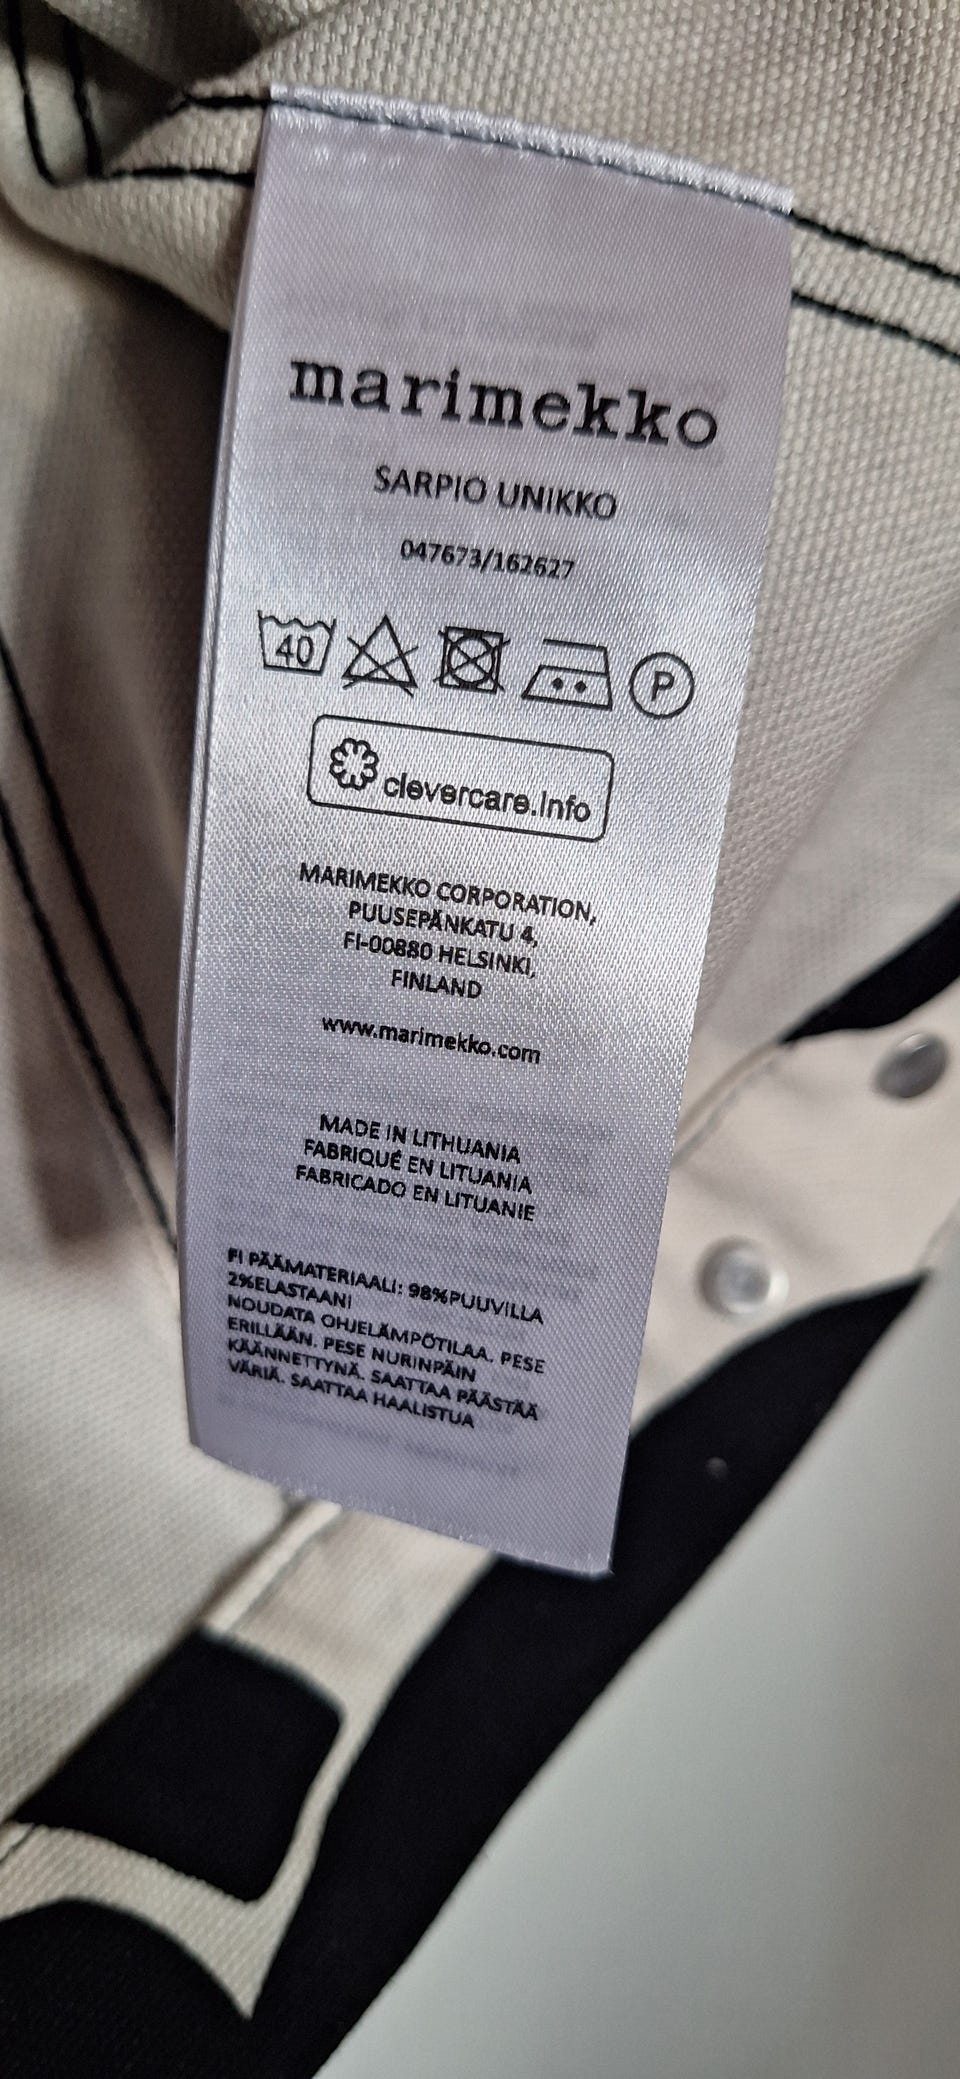 marimekko
SARPIO UNIKKO
047673/162627
40
P
clevercare.info
MARIMEKKO CORPORATION,
PUUSEPÄNKATU 4,
FI-00880 HELSINKI,
FINLAND
www.marimekko.com
MADE IN LITHUANIA
FABRIQUÉ EN LITUANIA
FABRICADO EN LITUANIE
FI PÄÄMATERIAALI: 98%PUUVILLA
2%ELASTAANI
NOUDATA OHJELÄMPÖTILAA. PESE
ERILLÄÄN. PESE NURINPÄIN
KÄÄNNETTYNÄ. SAATTAA PÄÄSTÄÄ
VÄRIÄ. SAATTAA HAALISTUA